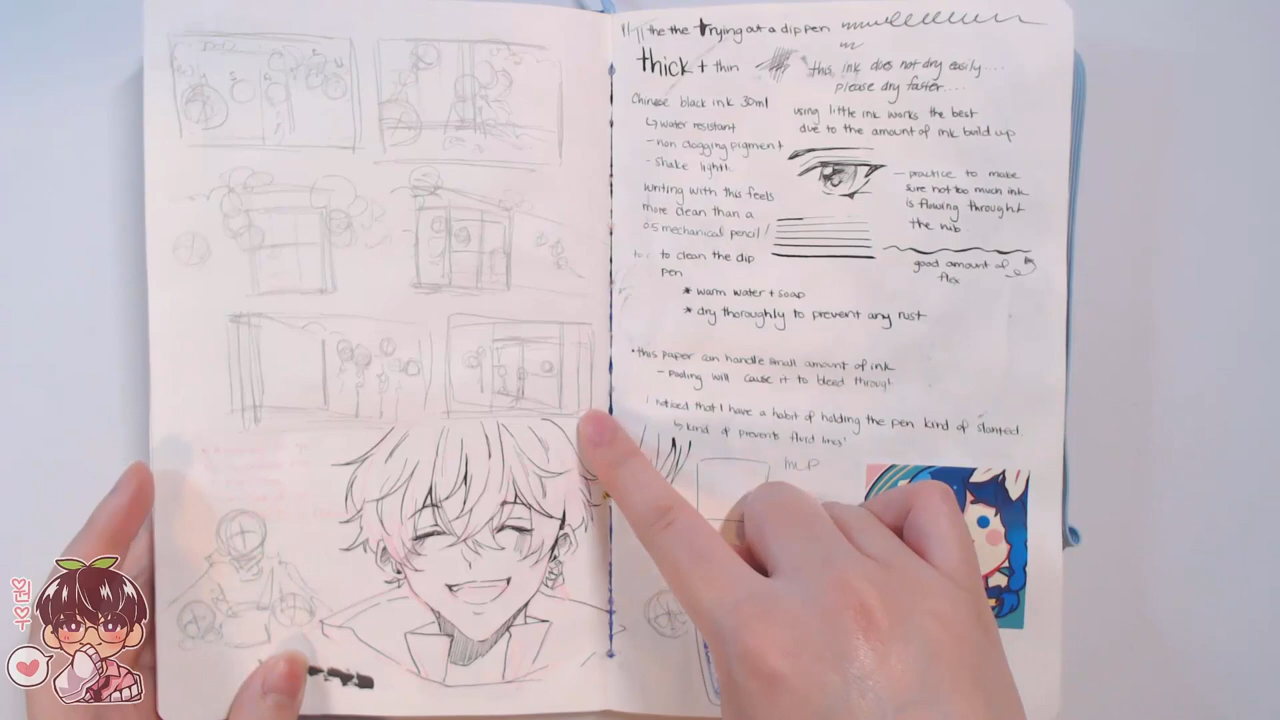 the the trying out a dip pen
thick + thin
this ink does not dry easily....
please dry faster....
Chinese black ink 30ml
↳ water resistant
- non clogging pigment
- shake light
writing with this feels
more clean than a
05 mechanical pencil!
using little ink works the best
due to the amount of ink build up
- practice to make
sure not too much ink
is flowing throught
the nib
good amount of
flex
to clean the dip
pen
* warm water + soap
* dry thoroughly to prevent any rust
• this paper can handle small amount of ink
- pooling will cause it to bleed through
I noticed that I have a habit of holding the pen kind of slanted.
↳ kind of prevents fluid lines!
원
우